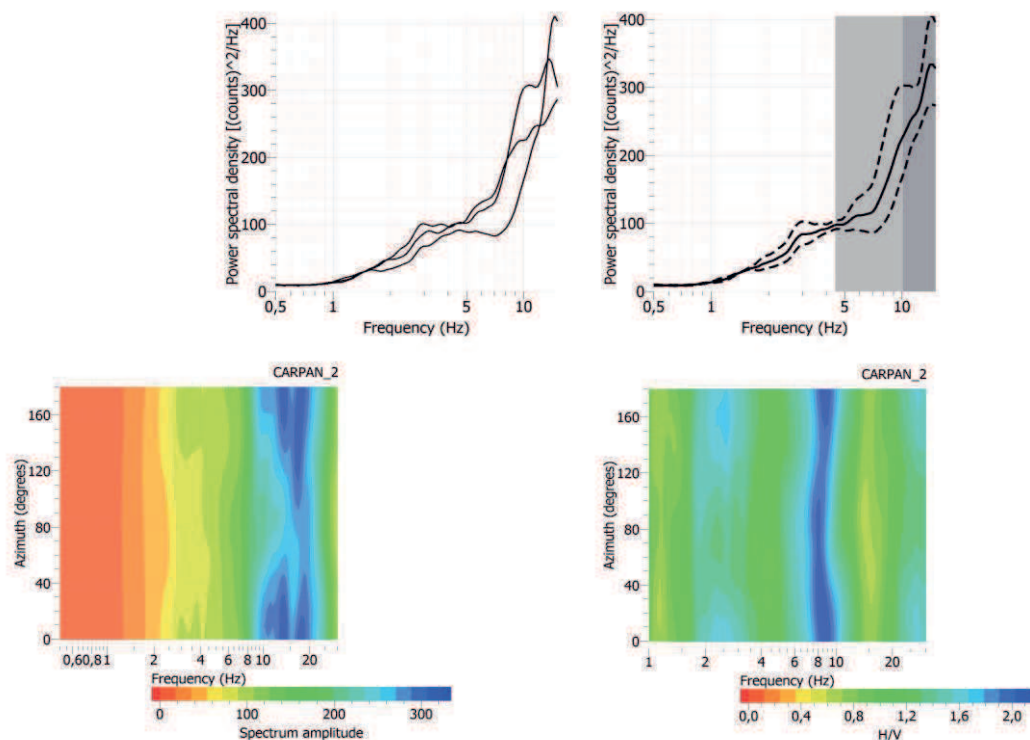 Power spectral density [(counts)^2/Hz]
400
300
200
100
0
0,5
1
5
10
Frequency (Hz)
Power spectral density [(counts)^2/Hz]
400
300
200
100
0
0,5
1
5
10
Frequency (Hz)
CARPAN_2
Azimuth (degrees)
160
120
80
40
0
0,60,81 2 4 6 8 10 20
Frequency (Hz)
0 100 200 300
Spectrum amplitude
CARPAN_2
Azimuth (degrees)
160
120
80
40
0
1 2 4 6 8 10 20
Frequency (Hz)
0,0 0,4 0,8 1,2 1,6 2,0
H/V